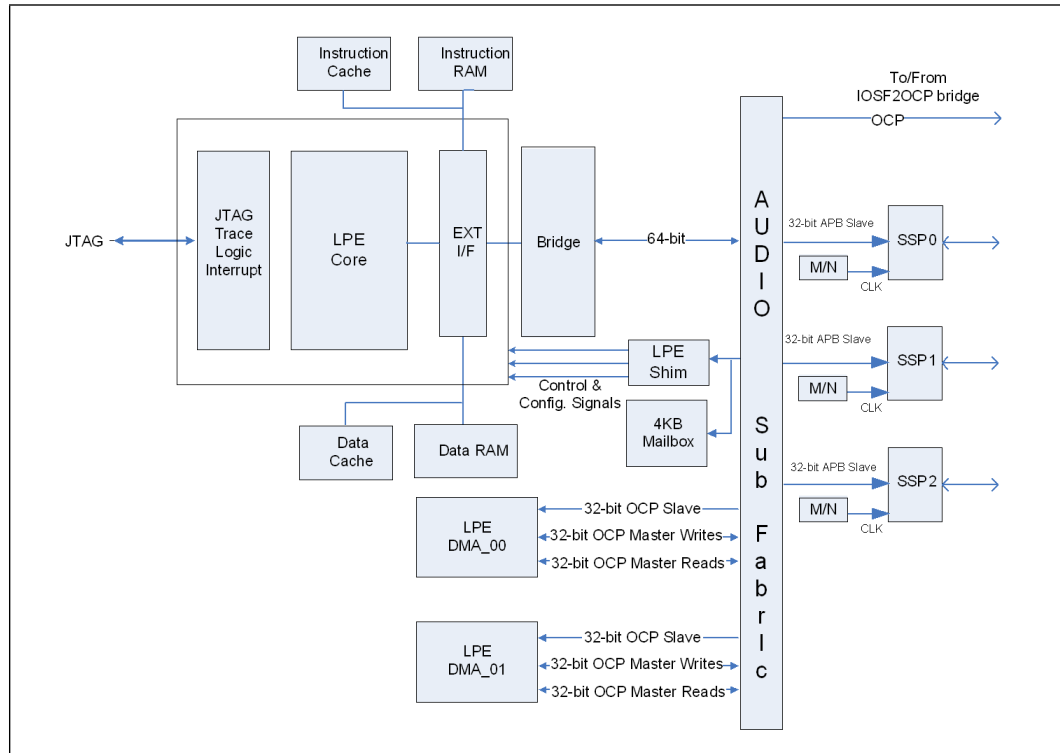 Instruction
Cache
Instruction
RAM
To/From
IOSF2OCP bridge
OCP
JTAG
JTAG
Trace
Logic
Interrupt
LPE
Core
EXT
I/F
Bridge
64-bit
AUDIO
Sub
FabrIc
32-bit APB Slave
SSP0
M/N
CLK
32-bit APB Slave
SSP1
M/N
CLK
32-bit APB Slave
SSP2
M/N
CLK
LPE
Shim
Control &
Config. Signals
4KB
Mailbox
Data
Cache
Data RAM
LPE
DMA_00
32-bit OCP Slave
32-bit OCP Master Writes
32-bit OCP Master Reads
LPE
DMA_01
32-bit OCP Slave
32-bit OCP Master Writes
32-bit OCP Master Reads